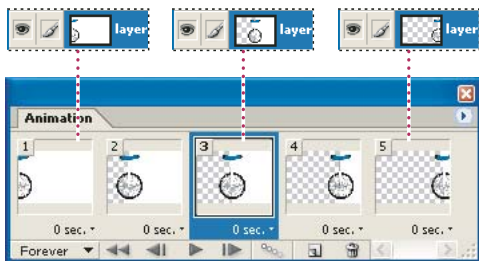 layer layer layer
Animation
1 2 3 4 5
0 sec. 0 sec. 0 sec. 0 sec. 0 sec.
Forever